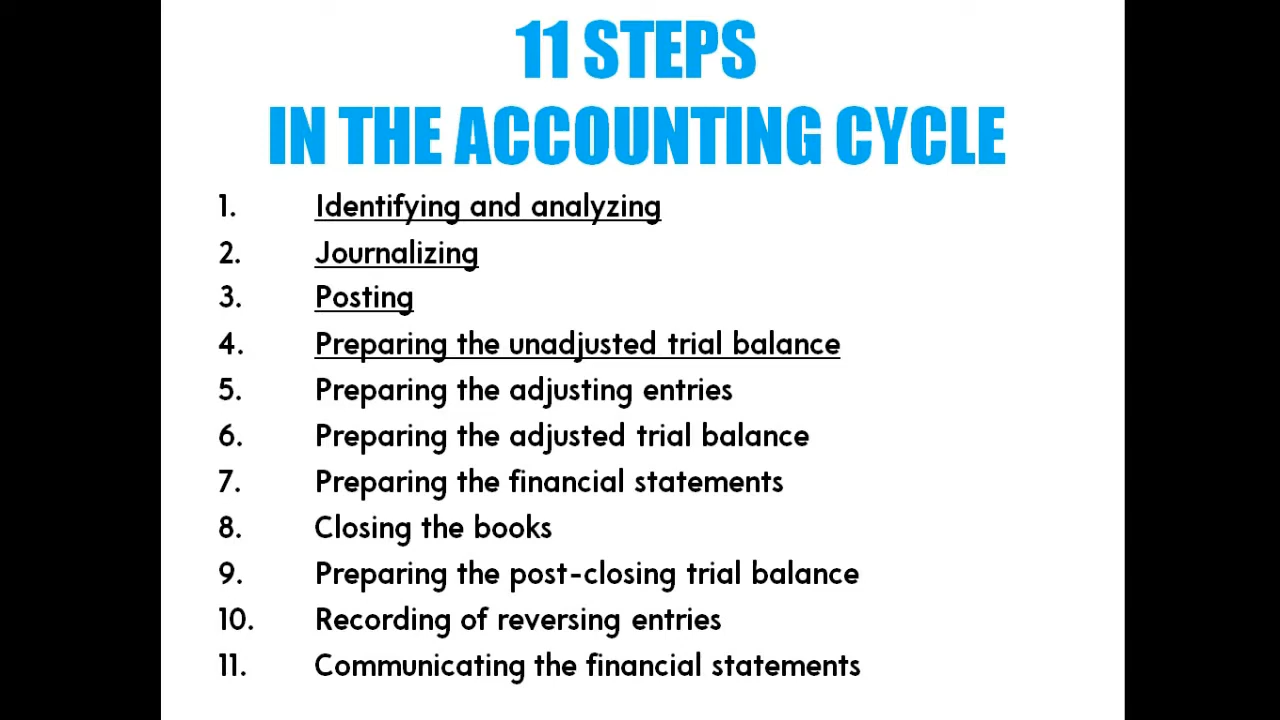 11 STEPS
IN THE ACCOUNTING CYCLE
1. Identifying and analyzing
2. Journalizing
3. Posting
4. Preparing the unadjusted trial balance
5. Preparing the adjusting entries
6. Preparing the adjusted trial balance
7. Preparing the financial statements
8. Closing the books
9. Preparing the post-closing trial balance
10. Recording of reversing entries
11. Communicating the financial statements